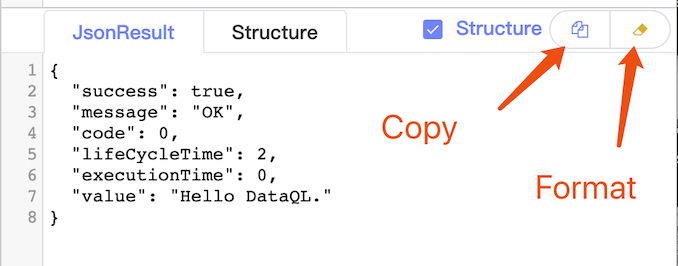 JsonResult Structure Structure
1 {
2 "success": true,
3 "message": "OK",
4 "code": 0,
5 "lifeCycleTime": 2,
6 "executionTime": 0,
7 "value": "Hello DataQL."
8 }
Copy
Format